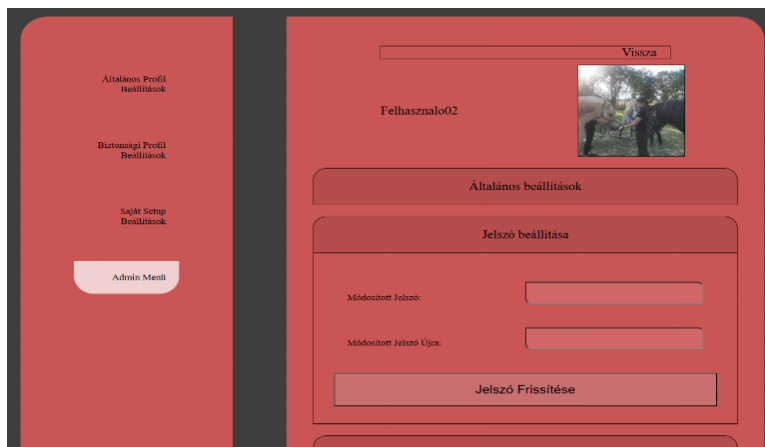 Általános Profil
Beállítások
Biztonsági Profil
Beállítások
Saját Setup
Beállítások
Admin Menü
Vissza
Felhasznalo02
Általános beállítások
Jelszó beállítása
Módosított Jelszó:
Módosított Jelszó Újra:
Jelszó Frissítése